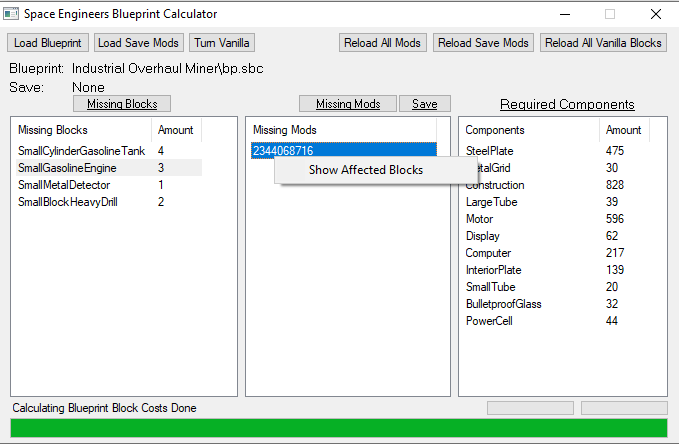 Space Engineers Blueprint Calculator
Load Blueprint Load Save Mods Turn Vanilla Reload All Mods Reload Save Mods Reload All Vanilla Blocks
Blueprint: Industrial Overhaul Miner\bp.sbc
Save: None
Missing Blocks Missing Mods Save Required Components
Missing Blocks Amount Missing Mods Components Amount
SmallCylinderGasolineTank 4 2344068716 SteelPlate 475
SmallGasolineEngine 3 Show Affected Blocks etalGrid 30
SmallMetalDetector 1 Construction 828
SmallBlockHeavyDrill 2 LargeTube 39
Motor 596
Display 62
Computer 217
InteriorPlate 139
SmallTube 20
BulletproofGlass 32
PowerCell 44
Calculating Blueprint Block Costs Done